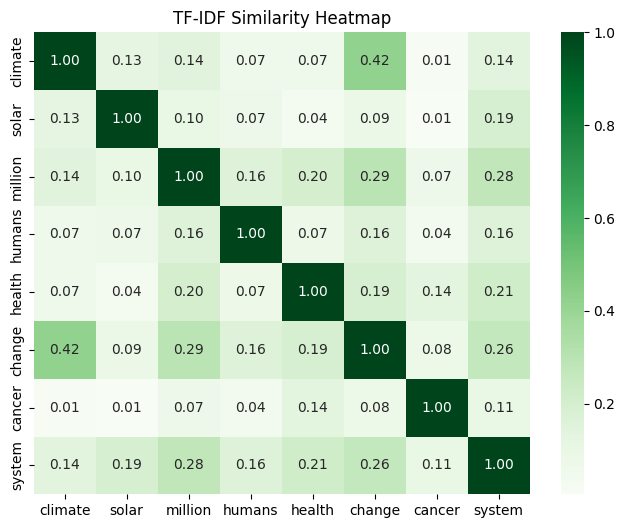 TF-IDF Similarity Heatmap
climate 1.00 0.13 0.14 0.07 0.07 0.42 0.01 0.14
solar 0.13 1.00 0.10 0.07 0.04 0.09 0.01 0.19
million 0.14 0.10 1.00 0.16 0.20 0.29 0.07 0.28
humans 0.07 0.07 0.16 1.00 0.07 0.16 0.04 0.16
health 0.07 0.04 0.20 0.07 1.00 0.19 0.14 0.21
change 0.42 0.09 0.29 0.16 0.19 1.00 0.08 0.26
cancer 0.01 0.01 0.07 0.04 0.14 0.08 1.00 0.11
system 0.14 0.19 0.28 0.16 0.21 0.26 0.11 1.00
climate solar million humans health change cancer system
1.0
0.8
0.6
0.4
0.2